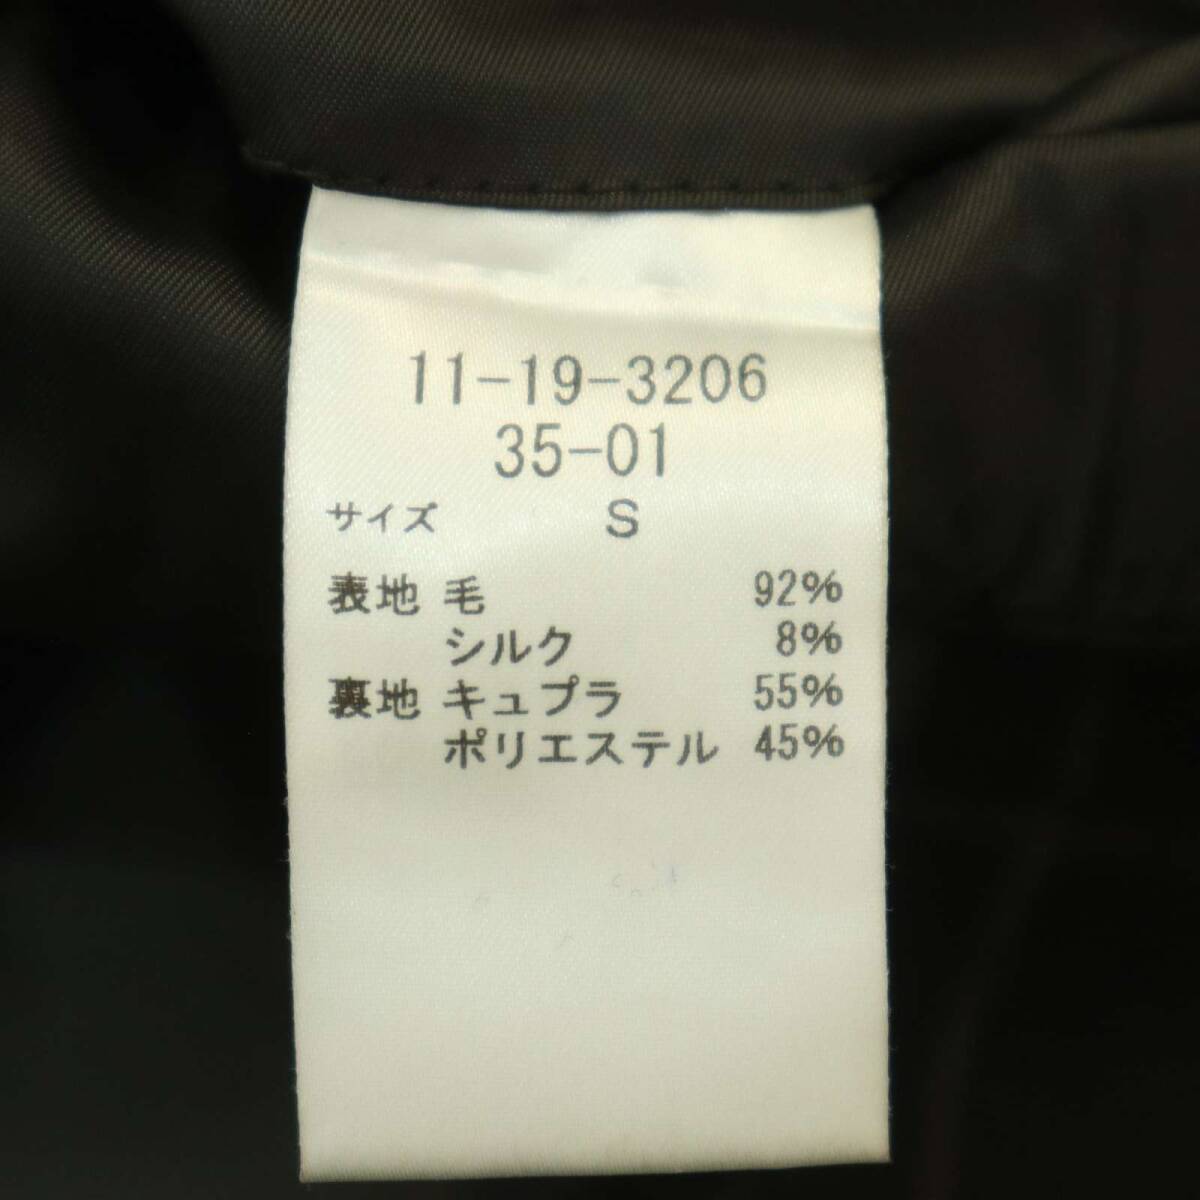 11-19-3206
35-01
サイズ S
表地 毛 92%
シルク 8%
裏地 キュプラ 55%
ポリエステル 45%